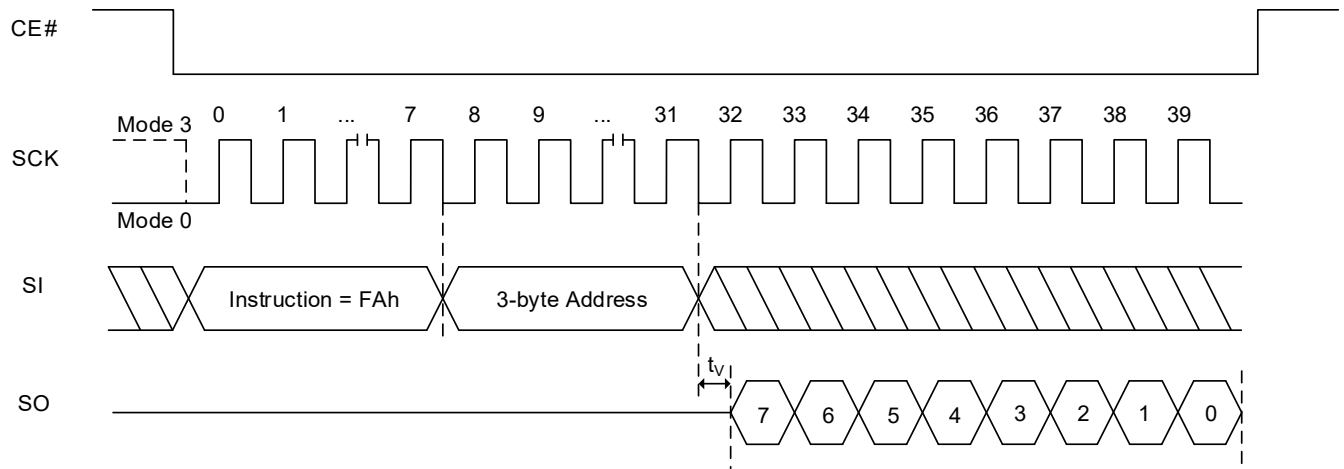 CE#
0 1 ... 7 8 9 ... 31 32 33 34 35 36 37 38 39
Mode 3
SCK
Mode 0
SI
Instruction = FAh
3-byte Address
tV
SO
7 6 5 4 3 2 1 0